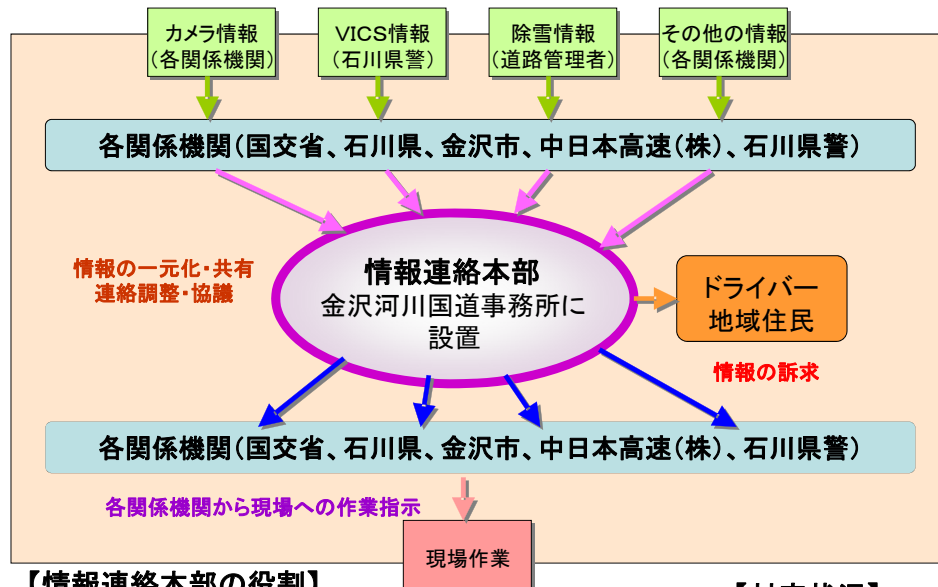 カメラ情報
(各関係機関)
VICS情報
(石川県警)
除雪情報
(道路管理者)
その他の情報
(各関係機関)
各関係機関(国交省、石川県、金沢市、中日本高速(株)、石川県警)
情報の一元化・共有
連絡調整・協議
情報連絡本部
金沢河川国道事務所に
設置
ドライバー
地域住民
情報の訴求
各関係機関(国交省、石川県、金沢市、中日本高速(株)、石川県警)
各関係機関から現場への作業指示
現場作業
【情報連絡本部の役割】